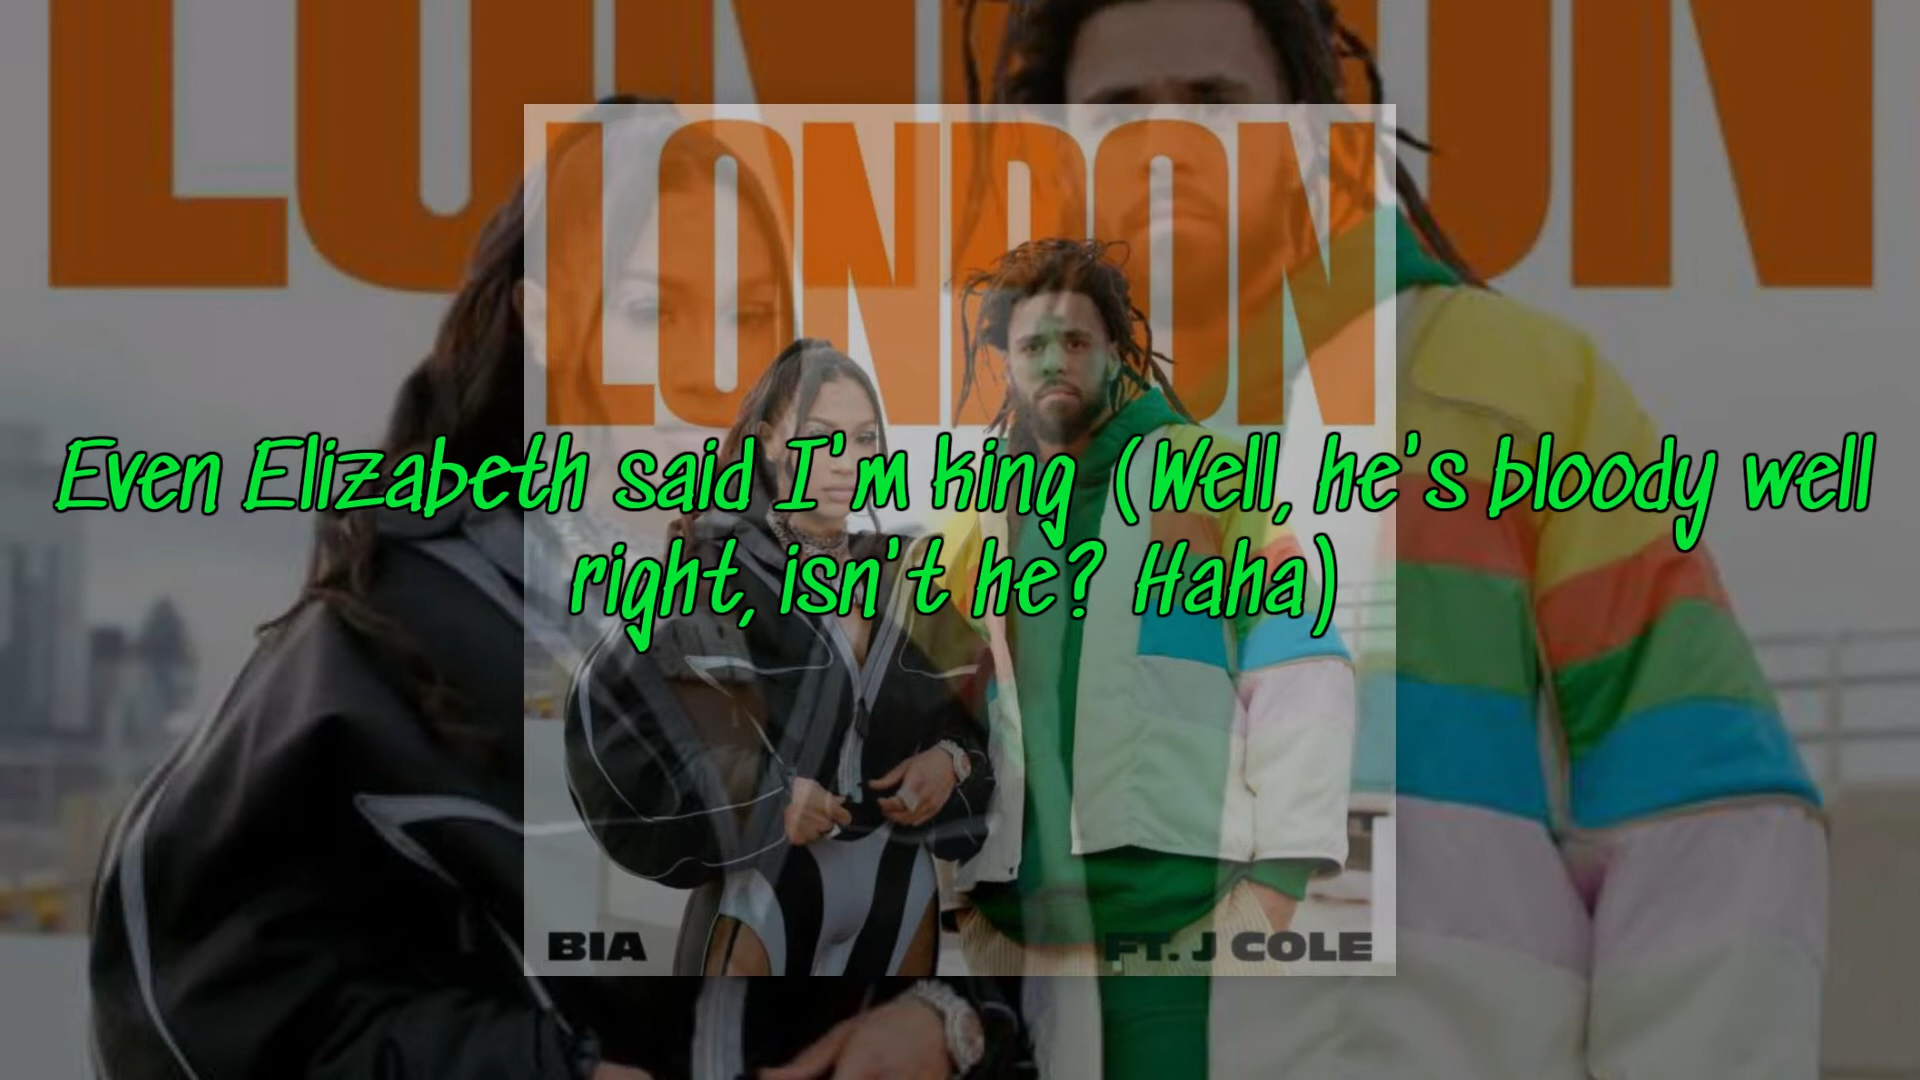 LONDON
LONDON
Even Elizabeth said I'm king (Well, he's bloody well
right, isn't he? Haha)
BIA
FT. J COLE